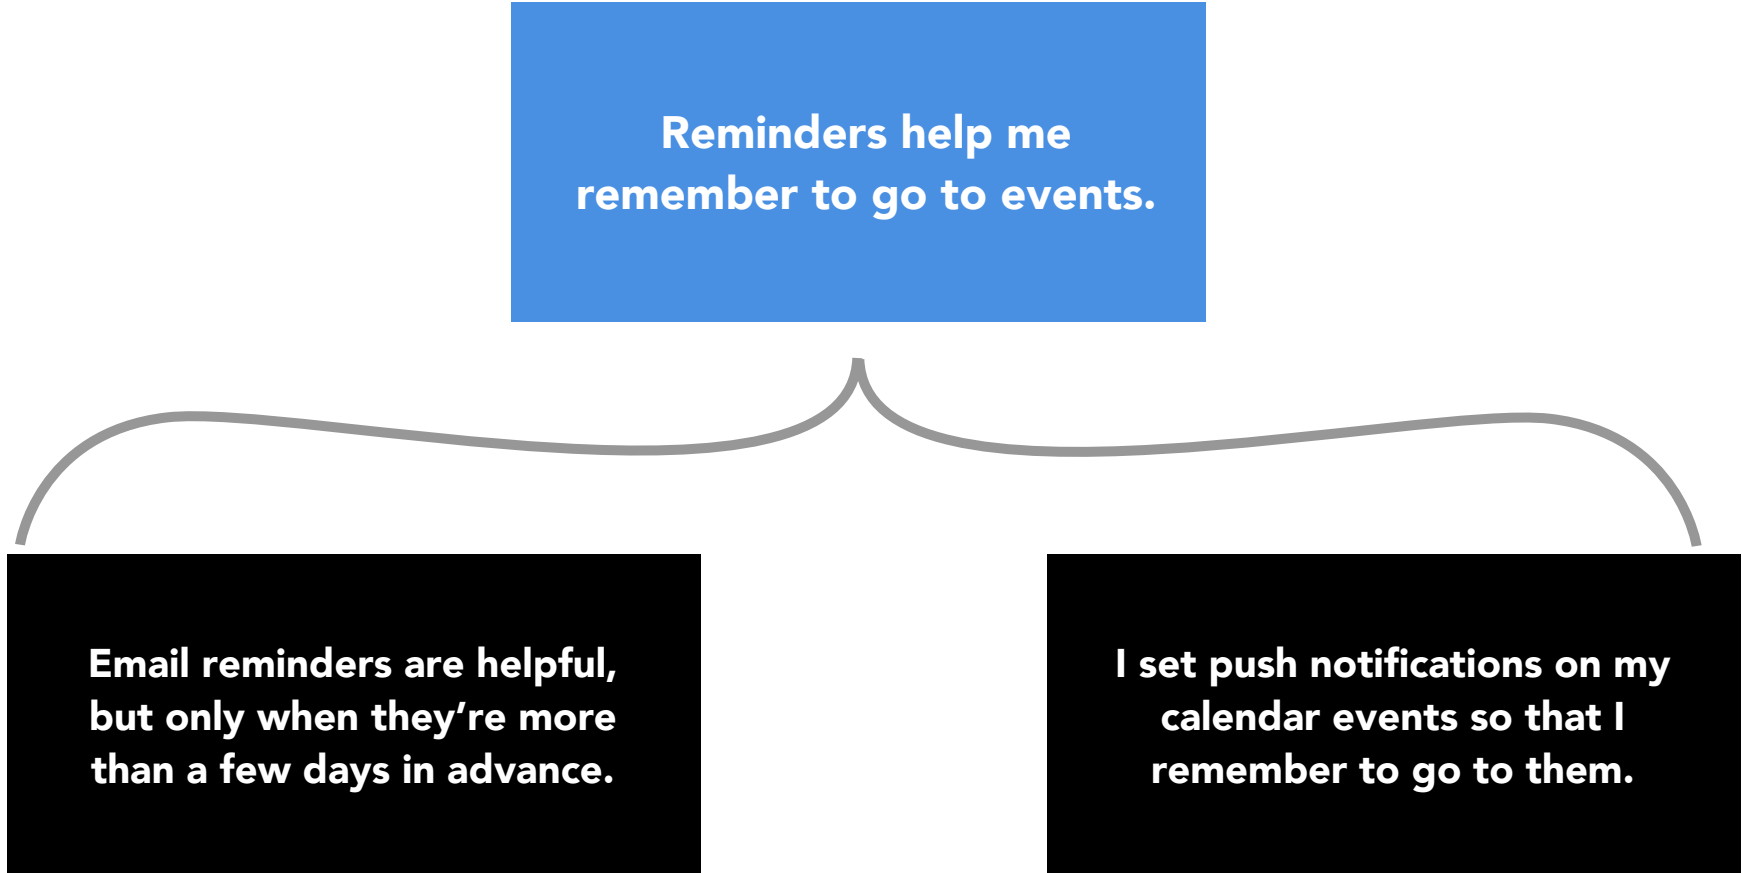 Reminders help me
remember to go to events.
Email reminders are helpful,
but only when they’re more
than a few days in advance.
I set push notifications on my
calendar events so that I
remember to go to them.